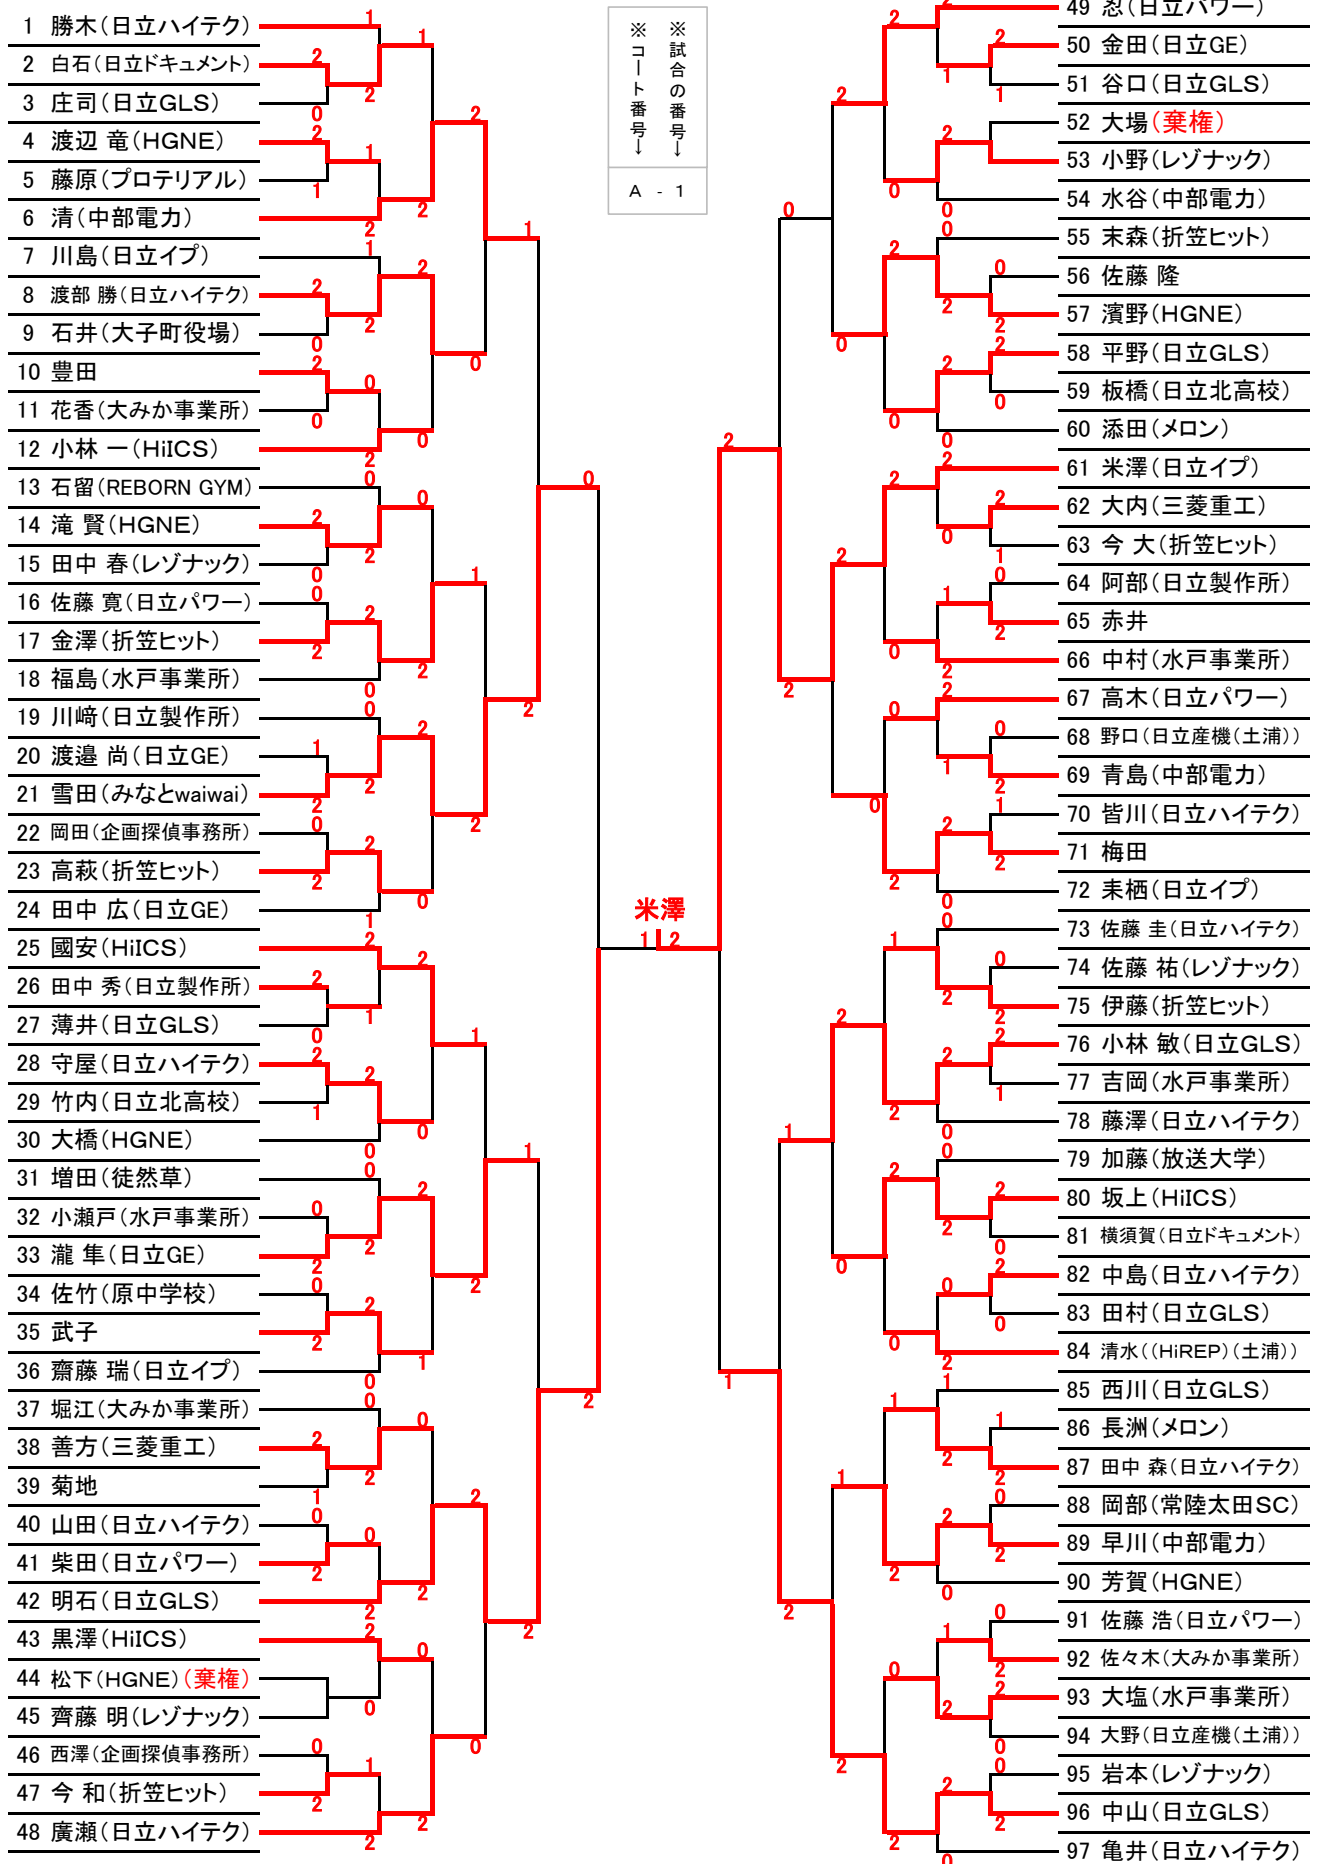 1 勝木(日立ハイテク)
2 白石(日立ドキュメント)
3 庄司(日立GLS)
4 渡辺 竜(HGNE)
5 藤原(プロテリアル)
6 清(中部電力)
7 川島(日立イプ)
8 渡部 勝(日立ハイテク)
9 石井(大子町役場)
10 豊田
11 花香(大みか事業所)
12 小林 一(HiICS)
13 石留(REBORN GYM)
14 滝 賢(HGNE)
15 田中 春(レゾナック)
16 佐藤 寛(日立パワー)
17 金澤(折笠ヒット)
18 福島(水戸事業所)
19 川﨑(日立製作所)
20 渡邉 尚(日立GE)
21 雪田(みなとwaiwai)
22 岡田(企画探偵事務所)
23 高萩(折笠ヒット)
24 田中 広(日立GE)
25 國安(HiICS)
26 田中 秀(日立製作所)
27 薄井(日立GLS)
28 守屋(日立ハイテク)
29 竹内(日立北高校)
30 大橋(HGNE)
31 増田(徒然草)
32 小瀬戸(水戸事業所)
33 瀧 隼(日立GE)
34 佐竹(原中学校)
35 武子
36 齋藤 瑞(日立イプ)
37 堀江(大みか事業所)
38 善方(三菱重工)
39 菊地
40 山田(日立ハイテク)
41 柴田(日立パワー)
42 明石(日立GLS)
43 黒澤(HiICS)
44 松下(HGNE)(棄権)
45 齊藤 明(レゾナック)
46 西澤(企画探偵事務所)
47 今 和(折笠ヒット)
48 廣瀬(日立ハイテク)
※試合の番号→
※コート番号→
A - 1
米澤
1 2
49 忍(日立パワー)
50 金田(日立GE)
51 谷口(日立GLS)
52 大場(棄権)
53 小野(レゾナック)
54 水谷(中部電力)
55 末森(折笠ヒット)
56 佐藤 隆
57 濱野(HGNE)
58 平野(日立GLS)
59 板橋(日立北高校)
60 添田(メロン)
61 米澤(日立イプ)
62 大内(三菱重工)
63 今 大(折笠ヒット)
64 阿部(日立製作所)
65 赤井
66 中村(水戸事業所)
67 高木(日立パワー)
68 野口(日立産機(土浦))
69 青島(中部電力)
70 皆川(日立ハイテク)
71 梅田
72 耒栖(日立イプ)
73 佐藤 圭(日立ハイテク)
74 佐藤 祐(レゾナック)
75 伊藤(折笠ヒット)
76 小林 敏(日立GLS)
77 吉岡(水戸事業所)
78 藤澤(日立ハイテク)
79 加藤(放送大学)
80 坂上(HiICS)
81 横須賀(日立ドキュメント)
82 中島(日立ハイテク)
83 田村(日立GLS)
84 清水((HiREP)(土浦))
85 西川(日立GLS)
86 長洲(メロン)
87 田中 森(日立ハイテク)
88 岡部(常陸太田SC)
89 早川(中部電力)
90 芳賀(HGNE)
91 佐藤 浩(日立パワー)
92 佐々木(大みか事業所)
93 大塩(水戸事業所)
94 大野(日立産機(土浦))
95 岩本(レゾナック)
96 中山(日立GLS)
97 亀井(日立ハイテク)